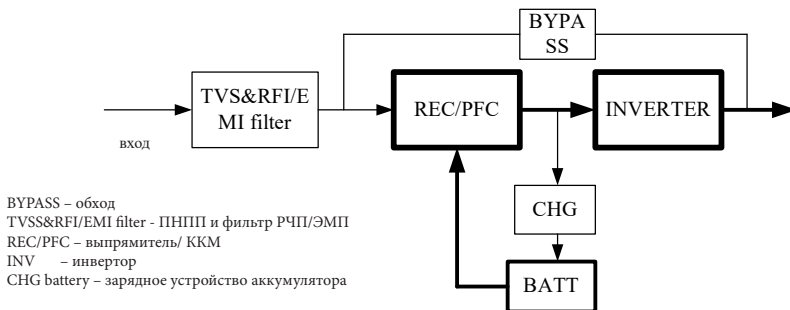 BYPA
SS
TVS&RFI/E
MI filter
REC/PFC
INVERTER
вход
CHG
BATT
BYPASS – обход
TVSS&RFI/EMI filter - ПНПП и фильтр РЧП/ЭМП
REC/PFC – выпрямитель/ ККМ
INV – инвертор
CHG battery – зарядное устройство аккумулятора